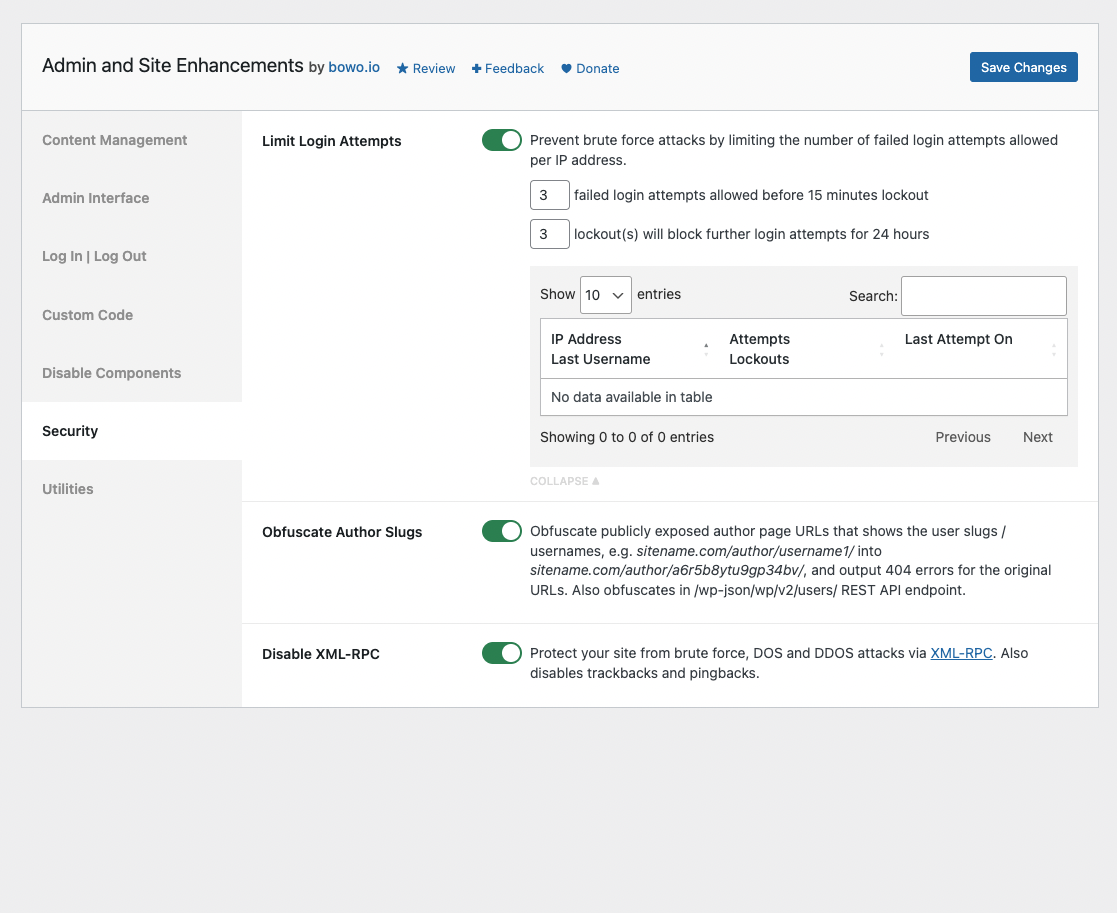 Admin and Site Enhancements by bowo.io Review Feedback Donate
Save Changes
Content Management
Admin Interface
Log In | Log Out
Custom Code
Disable Components
Security
Utilities
Limit Login Attempts
Prevent brute force attacks by limiting the number of failed login attempts allowed
per IP address.
3 failed login attempts allowed before 15 minutes lockout
3 lockout(s) will block further login attempts for 24 hours
Show 10 entries
Search:
IP Address
Last Username
Attempts
Lockouts
Last Attempt On
No data available in table
Showing 0 to 0 of 0 entries
Previous Next
COLLAPSE ▲
Obfuscate Author Slugs
Obfuscate publicly exposed author page URLs that shows the user slugs /
usernames, e.g. sitename.com/author/username1/ into
sitename.com/author/a6r5b8ytu9gp34bv/, and output 404 errors for the original
URLs. Also obfuscates in /wp-json/wp/v2/users/ REST API endpoint.
Disable XML-RPC
Protect your site from brute force, DOS and DDOS attacks via XML-RPC. Also
disables trackbacks and pingbacks.